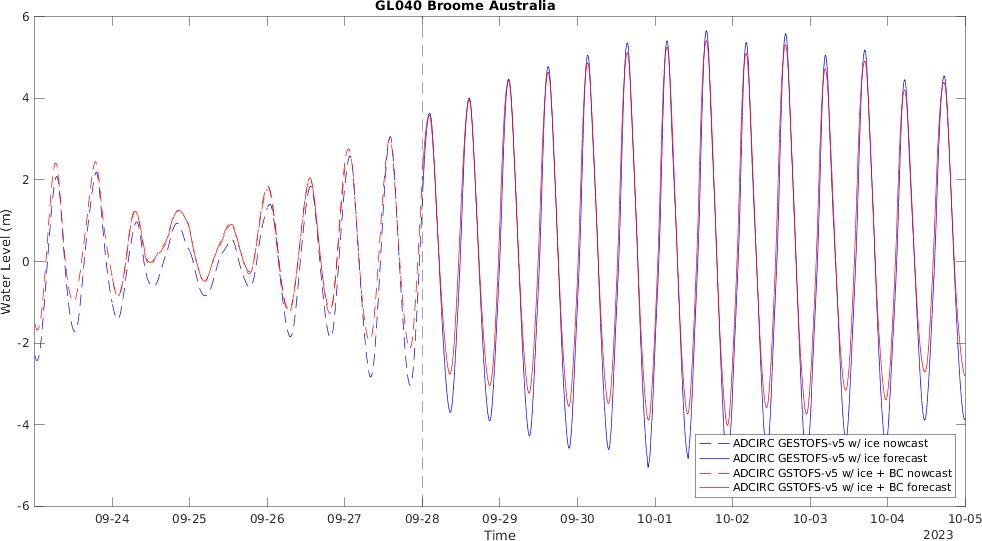 GL040 Broome Australia
Water Level (m)
6
4
2
0
-2
-4
-6
ADCIRC GESTOFS-v5 w/ ice nowcast
ADCIRC GESTOFS-v5 w/ ice forecast
ADCIRC GSTOFS-v5 w/ ice + BC nowcast
ADCIRC GSTOFS-v5 w/ ice + BC forecast
09-24 09-25 09-26 09-27 09-28 09-29 09-30 10-01 10-02 10-03 10-04 10-05
Time
2023